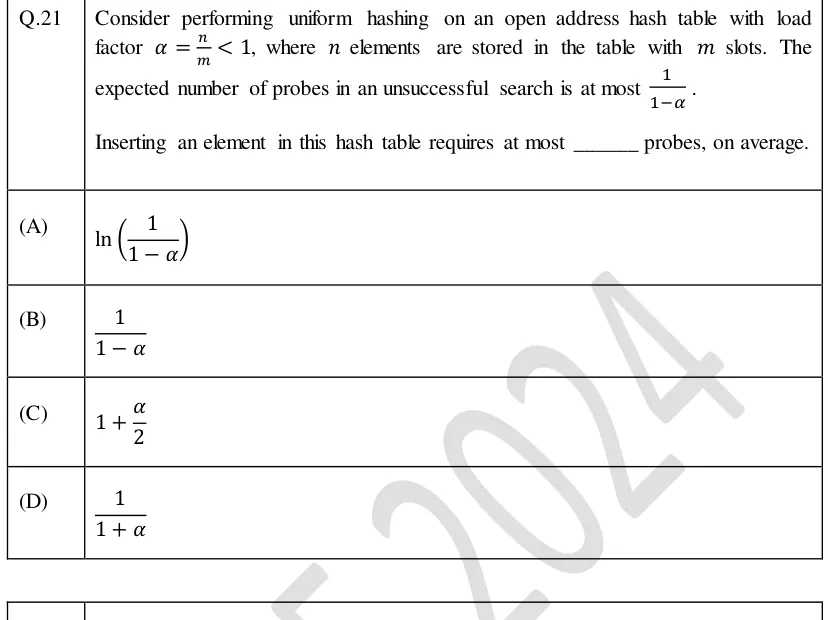 Q.21 Consider performing uniform hashing on an open address hash table with load
factor α = n/m < 1, where n elements are stored in the table with m slots. The
expected number of probes in an unsuccessful search is at most 1/(1−α) .
Inserting an element in this hash table requires at most ______ probes, on average.
(A) ln (1/(1 − α))
(B) 1/(1 − α)
(C) 1 + α/2
(D) 1/(1 + α)
2024